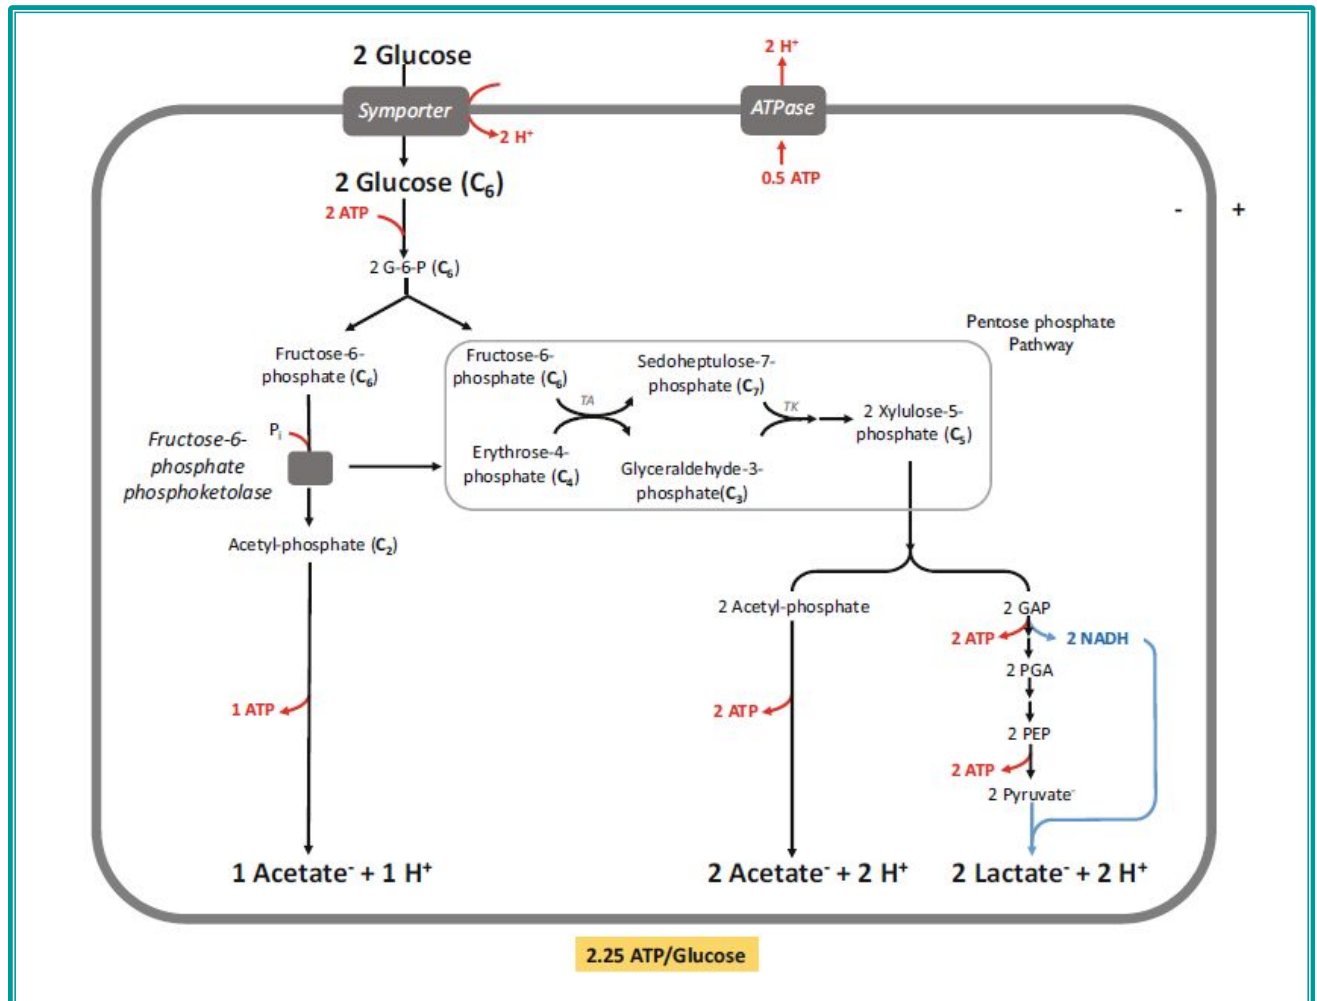 2 Glucose
Symporter
2 H⁺
2 H⁺
ATPase
0.5 ATP
2 Glucose (C₆)
2 ATP
- +
2 G-6-P (C₆)
Pentose phosphate
Pathway
Fructose-6-
phosphate (C₆)
Fructose-6-
phosphate (C₆)
Sedoheptulose-7-
phosphate (C₇)
TA
TK
2 Xylulose-5-
phosphate (C₅)
Erythrose-4-
phosphate (C₄)
Glyceraldehyde-3-
phosphate(C₃)
Pᵢ
Fructose-6-
phosphate
phosphoketolase
Acetyl-phosphate (C₂)
2 Acetyl-phosphate
2 GAP
2 ATP
2 NADH
2 PGA
1 ATP
2 ATP
2 PEP
2 ATP
2 Pyruvate⁻
1 Acetate⁻ + 1 H⁺
2 Acetate⁻ + 2 H⁺
2 Lactate⁻ + 2 H⁺
2.25 ATP/Glucose